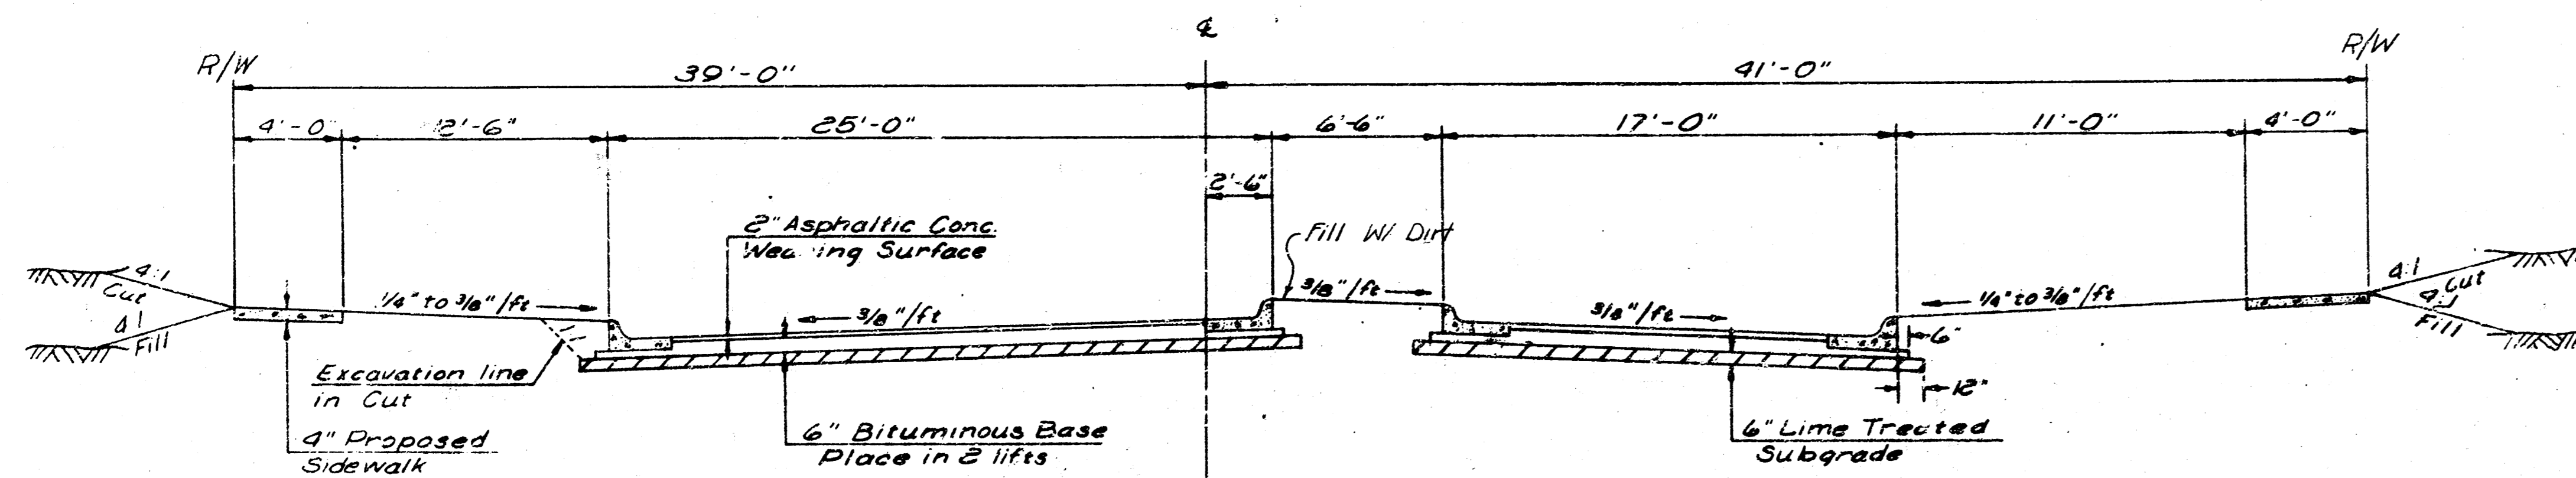 ℄
R/W
R/W
39'-0"
41'-0"
4'-0"
12'-6"
25'-0"
6'-6"
17'-0"
11'-0"
4'-0"
2'-6"
2" Asphaltic Conc.
Wearing Surface
Fill W/ Dirt
4:1
Cut
4:1
Fill
1/4" to 3/8"/ft
3/8"/ft
3/8"/ft
3/8"/ft
1/4" to 3/8"/ft
4:1
Cut
4:1
Fill
6"
12"
Excavation line
in Cut
4" Proposed
Sidewalk
6" Bituminous Base
Place in 2 lifts
6" Lime Treated
Subgrade